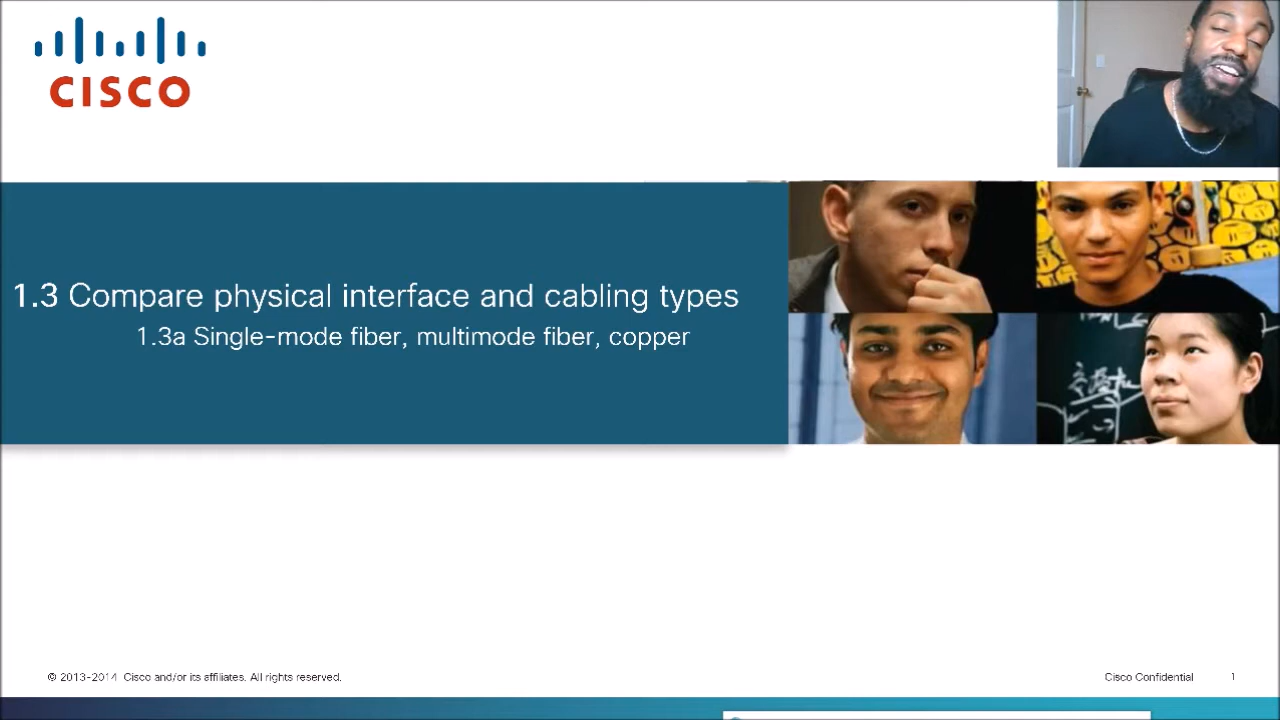 CISCO
1.3 Compare physical interface and cabling types
1.3a Single-mode fiber, multimode fiber, copper
© 2013-2014 Cisco and/or its affiliates. All rights reserved.
Cisco Confidential
1